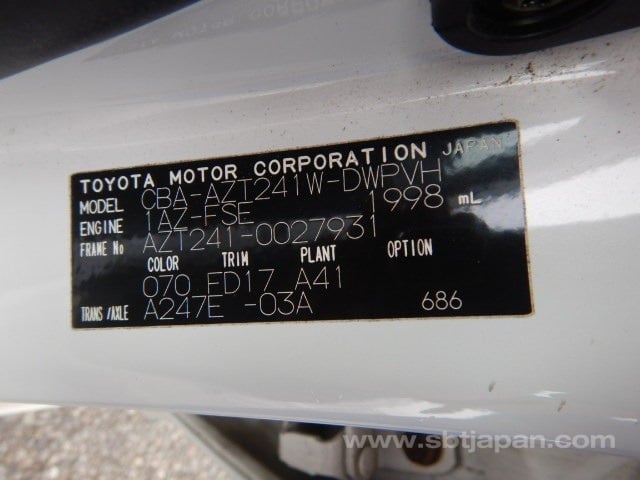 TOYOTA MOTOR CORPORATION JAPAN
MODEL CBA-AZT241W-DWPVH
ENGINE 1AZ-FSE 1998 mL
FRAME No AZT241-0027931
COLOR TRIM PLANT OPTION
070 FD17 A41
TRANS/AXLE A247E -03A 686
www.sbtjapan.com